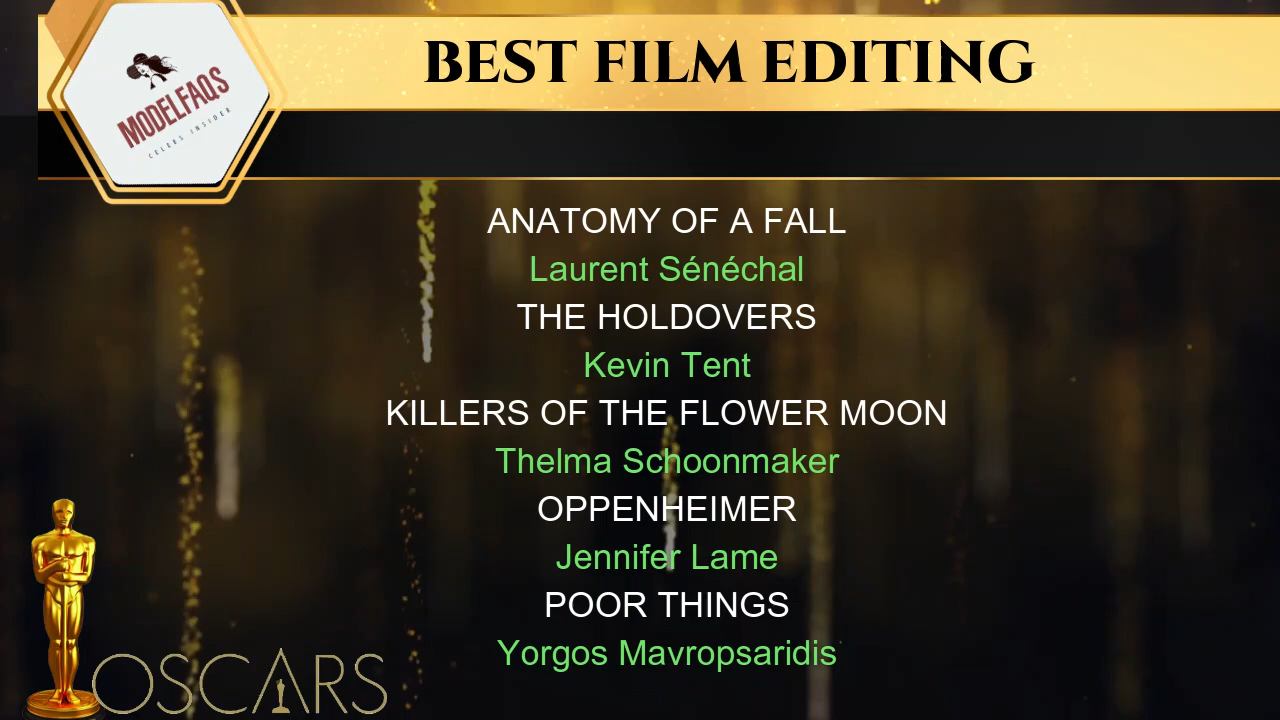 BEST FILM EDITING
MODELFAQS
CELEBS INSIDER
ANATOMY OF A FALL
Laurent Sénéchal
THE HOLDOVERS
Kevin Tent
KILLERS OF THE FLOWER MOON
Thelma Schoonmaker
OPPENHEIMER
Jennifer Lame
POOR THINGS
Yorgos Mavropsaridis
OSCARS